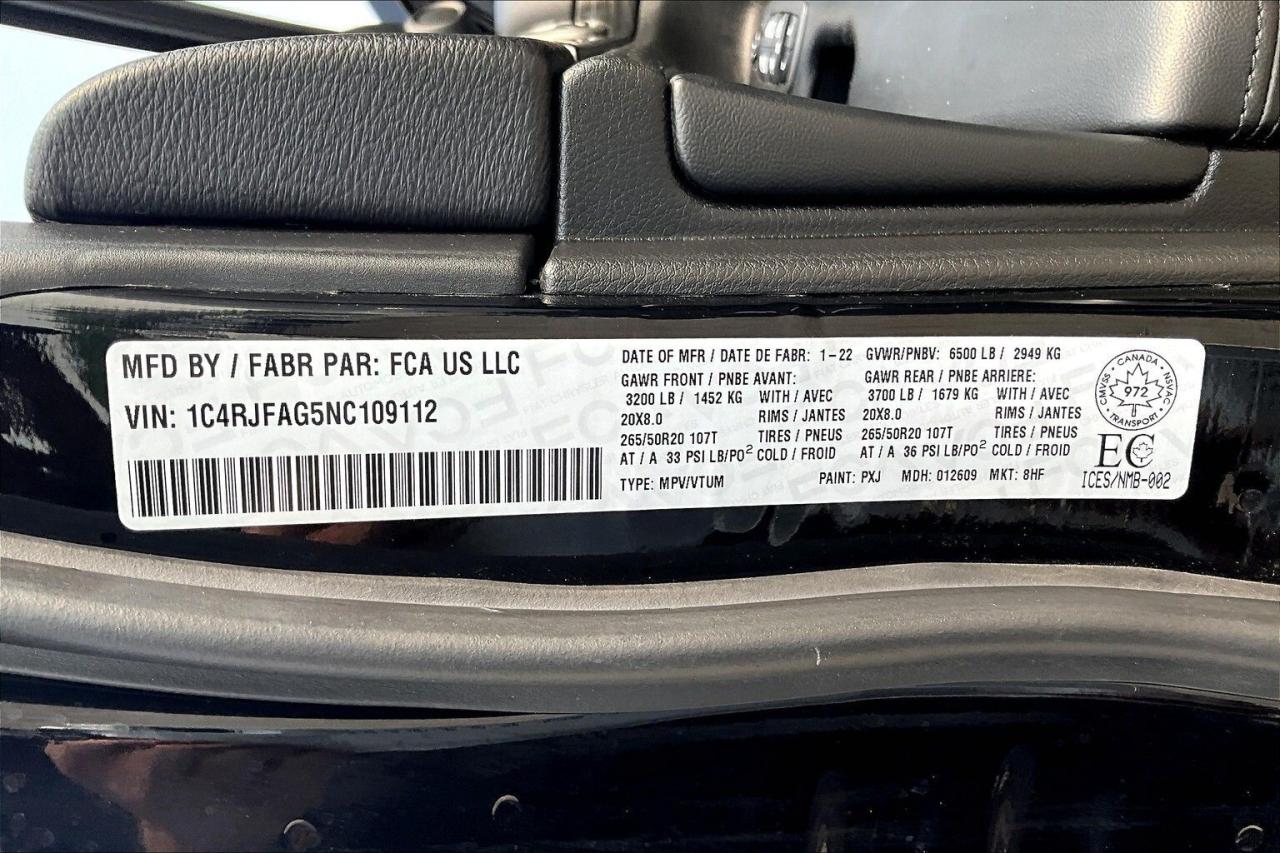 MFD BY / FABR PAR: FCA US LLC
VIN: 1C4RJFAG5NC109112
DATE OF MFR / DATE DE FABR: 1-22 GVWR/PNBV: 6500 LB / 2949 KG
GAWR FRONT / PNBE AVANT:
3200 LB / 1452 KG WITH / AVEC
20X8.0 RIMS / JANTES
265/50R20 107T TIRES / PNEUS
AT / A 33 PSI LB/PO² COLD / FROID
GAWR REAR / PNBE ARRIERE:
3700 LB / 1679 KG WITH / AVEC
20X8.0 RIMS / JANTES
265/50R20 107T TIRES / PNEUS
AT / A 36 PSI LB/PO² COLD / FROID
TYPE: MPV/VTUM PAINT: PXJ MDH: 012609 MKT: 8HF
CANADA
CMVSS 972 NSVAC
TRANSPORT
EC
ICES/NMB-002